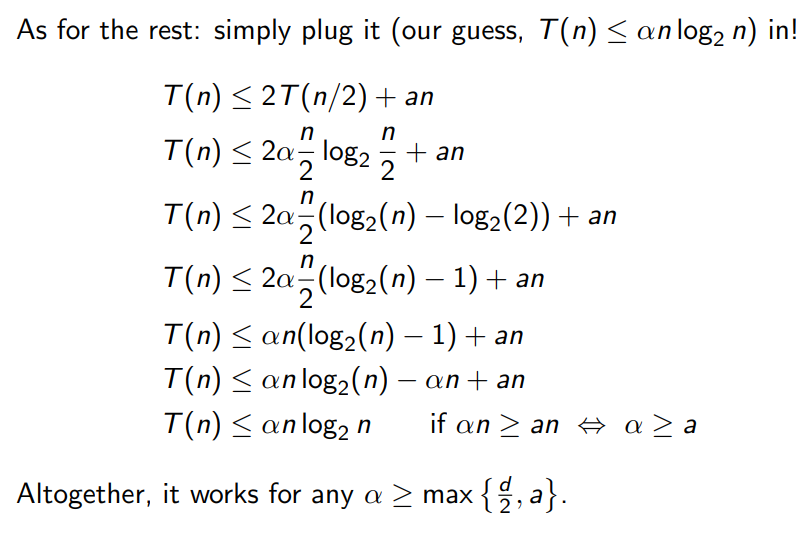 As for the rest: simply plug it (our guess, T(n) ≤ αn log₂ n) in!
T(n) ≤ 2T(n/2) + an
T(n) ≤ 2α n/2 log₂ n/2 + an
T(n) ≤ 2α n/2 (log₂(n) − log₂(2)) + an
T(n) ≤ 2α n/2 (log₂(n) − 1) + an
T(n) ≤ αn(log₂(n) − 1) + an
T(n) ≤ αn log₂(n) − αn + an
T(n) ≤ αn log₂ n if αn ≥ an ⇔ α ≥ a
Altogether, it works for any α ≥ max {d/2, a}.